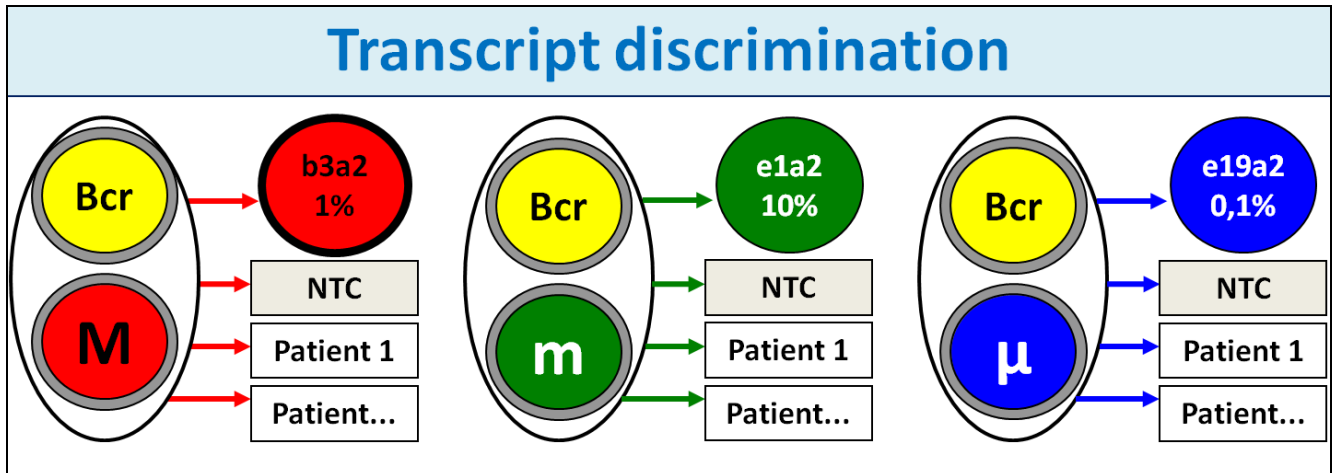 Transcript discrimination
Bcr
M
b3a2
1%
NTC
Patient 1
Patient...
Bcr
m
e1a2
10%
NTC
Patient 1
Patient...
Bcr
µ
e19a2
0,1%
NTC
Patient 1
Patient...